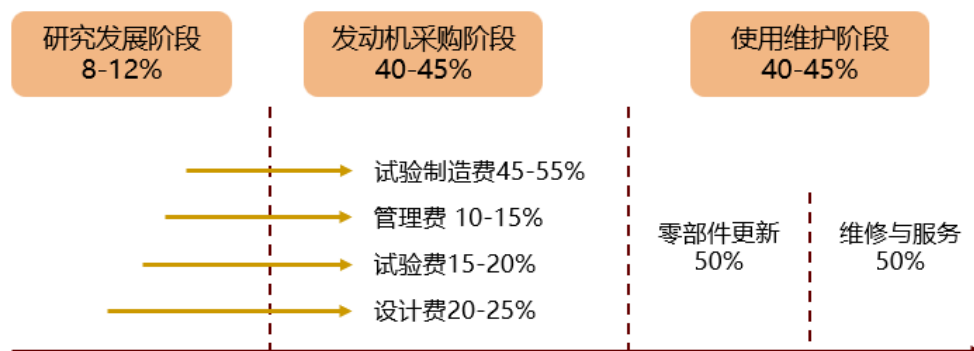 研究发展阶段
8-12%
发动机采购阶段
40-45%
使用维护阶段
40-45%
试验制造费45-55%
管理费 10-15%
试验费15-20%
设计费20-25%
零部件更新
50%
维修与服务
50%